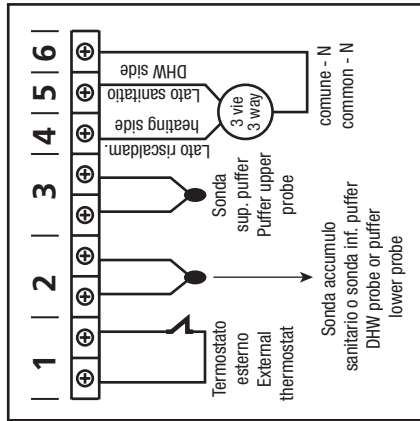 1
2
3
4
5
6
Termostato
esterno
External
thermostat
Sonda accumulo
sanitario o sonda inf. puffer
DHW probe or puffer
lower probe
Sonda
sup. puffer
Puffer upper
probe
Lato riscaldam.
heating side
Lato sanitatio
DHW side
3 vie
3 way
comune - N
common - N